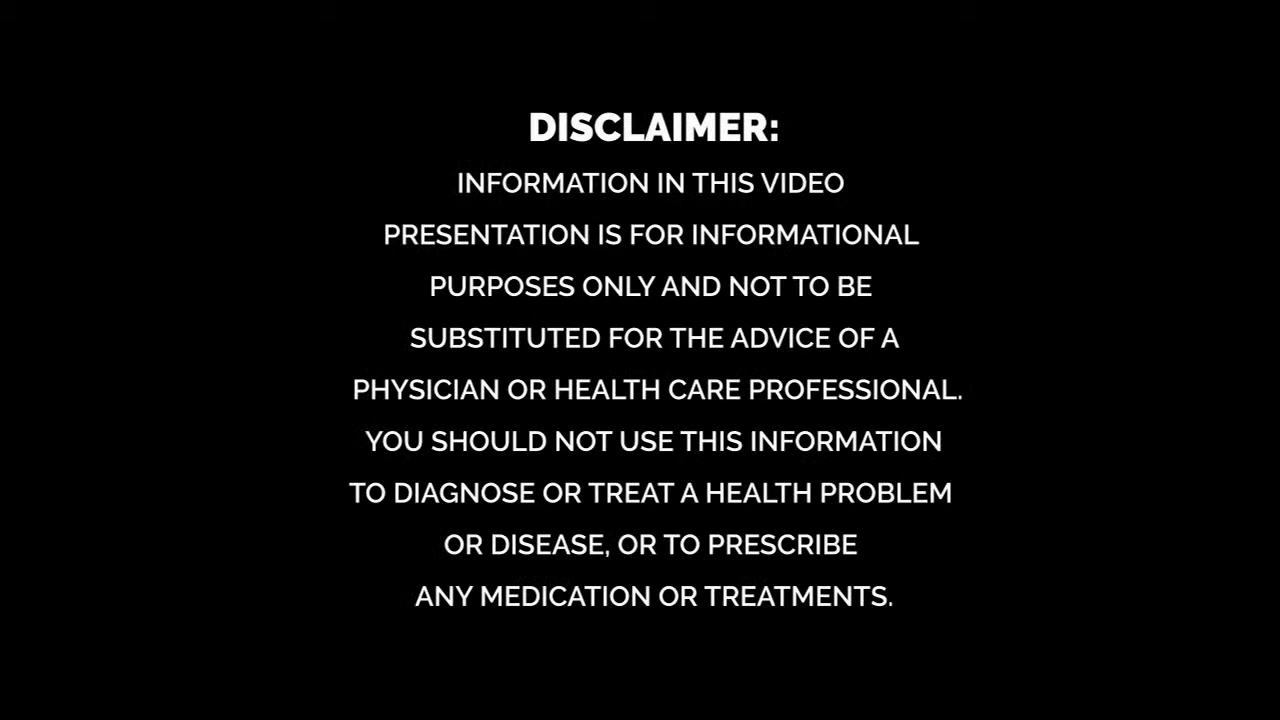 DISCLAIMER:
INFORMATION IN THIS VIDEO
PRESENTATION IS FOR INFORMATIONAL
PURPOSES ONLY AND NOT TO BE
SUBSTITUTED FOR THE ADVICE OF A
PHYSICIAN OR HEALTH CARE PROFESSIONAL.
YOU SHOULD NOT USE THIS INFORMATION
TO DIAGNOSE OR TREAT A HEALTH PROBLEM
OR DISEASE, OR TO PRESCRIBE
ANY MEDICATION OR TREATMENTS.